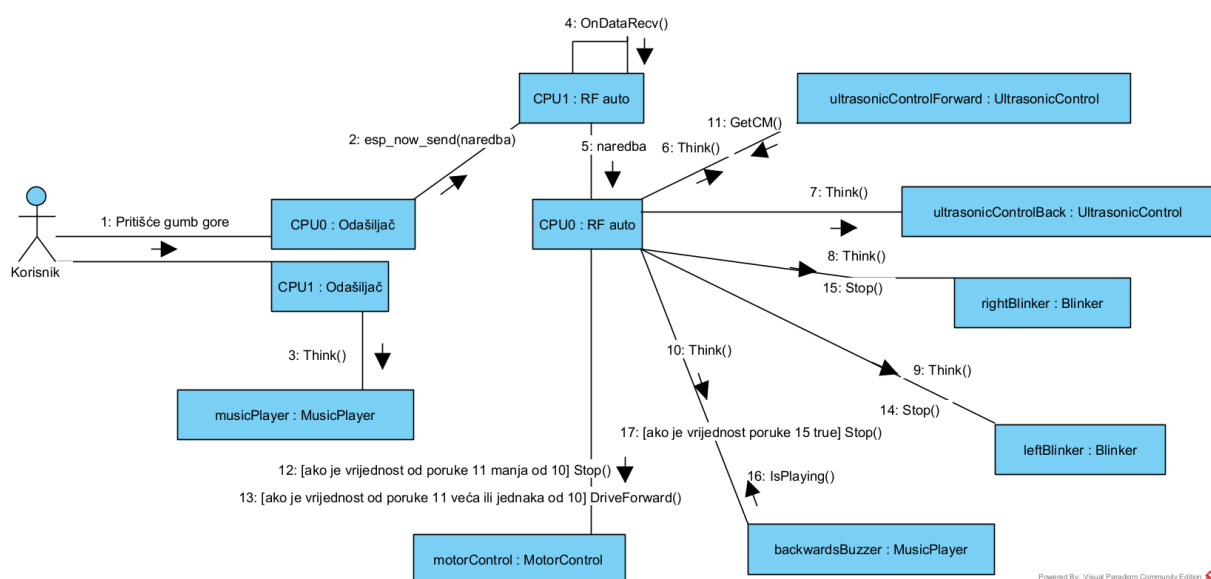 4: OnDataRecv()
CPU1 : RF auto
ultrasonicControlForward : UltrasonicControl
11: GetCM()
2: esp_now_send(naredba)
5: naredba
6: Think()
7: Think()
1: Pritišće gumb gore
CPU0 : Odašiljač
CPU0 : RF auto
ultrasonicControlBack : UltrasonicControl
Korisnik
8: Think()
CPU1 : Odašiljač
15: Stop()
rightBlinker : Blinker
3: Think()
10: Think()
9: Think()
musicPlayer : MusicPlayer
14: Stop()
17: [ako je vrijednost poruke 15 true] Stop()
leftBlinker : Blinker
12: [ako je vrijednost od poruke 11 manja od 10] Stop()
16: IsPlaying()
13: [ako je vrijednost od poruke 11 veća ili jednaka od 10] DriveForward()
backwardsBuzzer : MusicPlayer
motorControl : MotorControl
Powered By: Visual Paradigm Community Edition